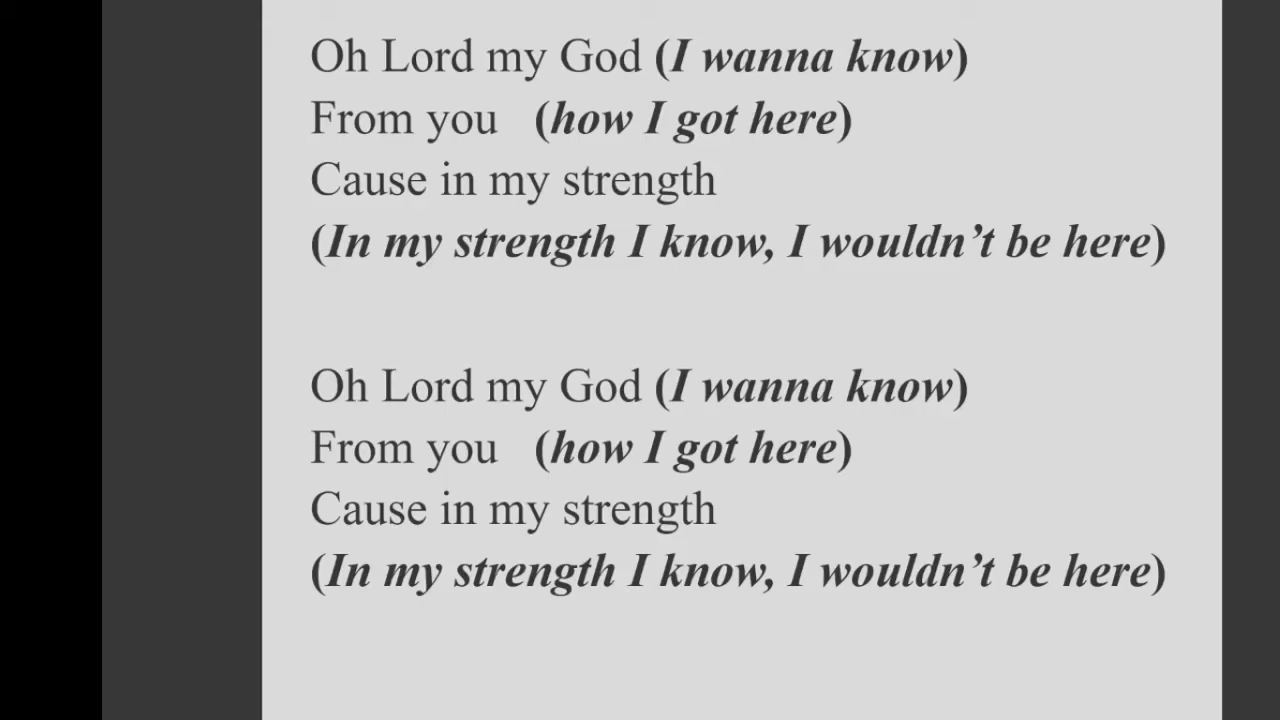 Oh Lord my God (I wanna know)
From you (how I got here)
Cause in my strength
(In my strength I know, I wouldn’t be here)
Oh Lord my God (I wanna know)
From you (how I got here)
Cause in my strength
(In my strength I know, I wouldn’t be here)